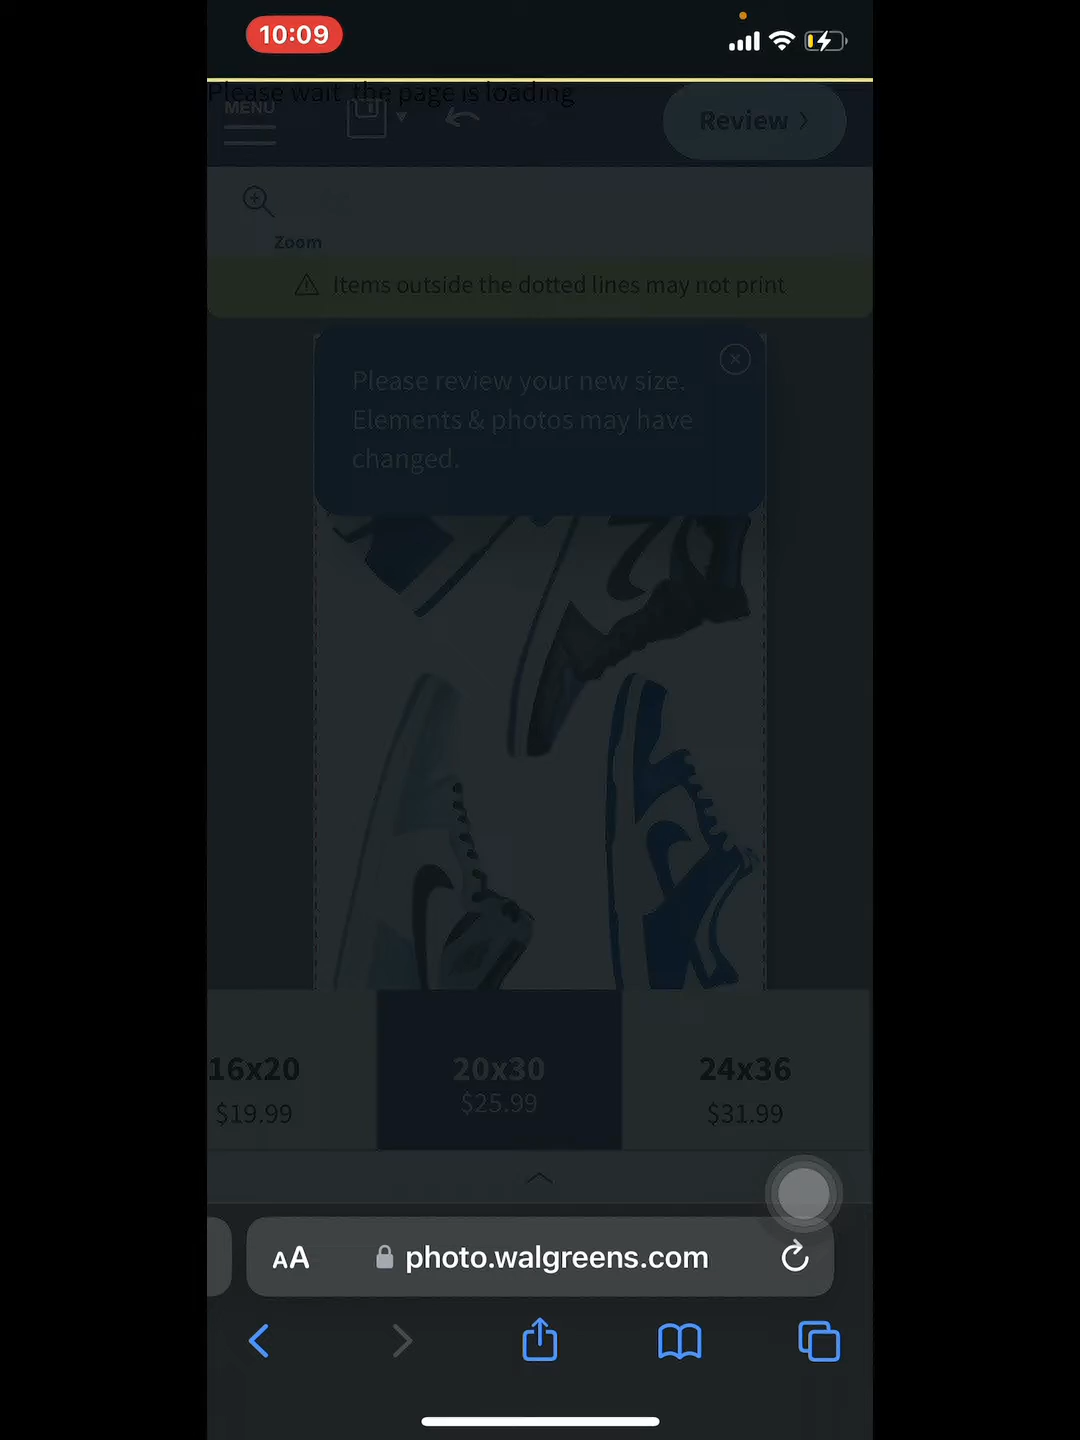 10:09
Please wait, the page is loading
MENU
Review
Zoom
Items outside the dotted lines may not print
Please review your new size.
Elements & photos may have
changed.
16x20
$19.99
20x30
$25.99
24x36
$31.99
AA
photo.walgreens.com